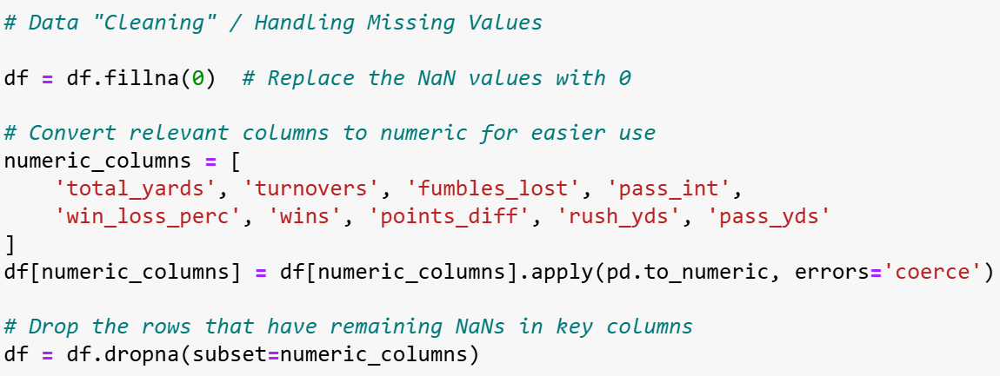 # Data "Cleaning" / Handling Missing Values
df = df.fillna(0)  # Replace the NaN values with 0
# Convert relevant columns to numeric for easier use
numeric_columns = [
    'total_yards', 'turnovers', 'fumbles_lost', 'pass_int',
    'win_loss_perc', 'wins', 'points_diff', 'rush_yds', 'pass_yds'
]
df[numeric_columns] = df[numeric_columns].apply(pd.to_numeric, errors='coerce')
# Drop the rows that have remaining NaNs in key columns
df = df.dropna(subset=numeric_columns)